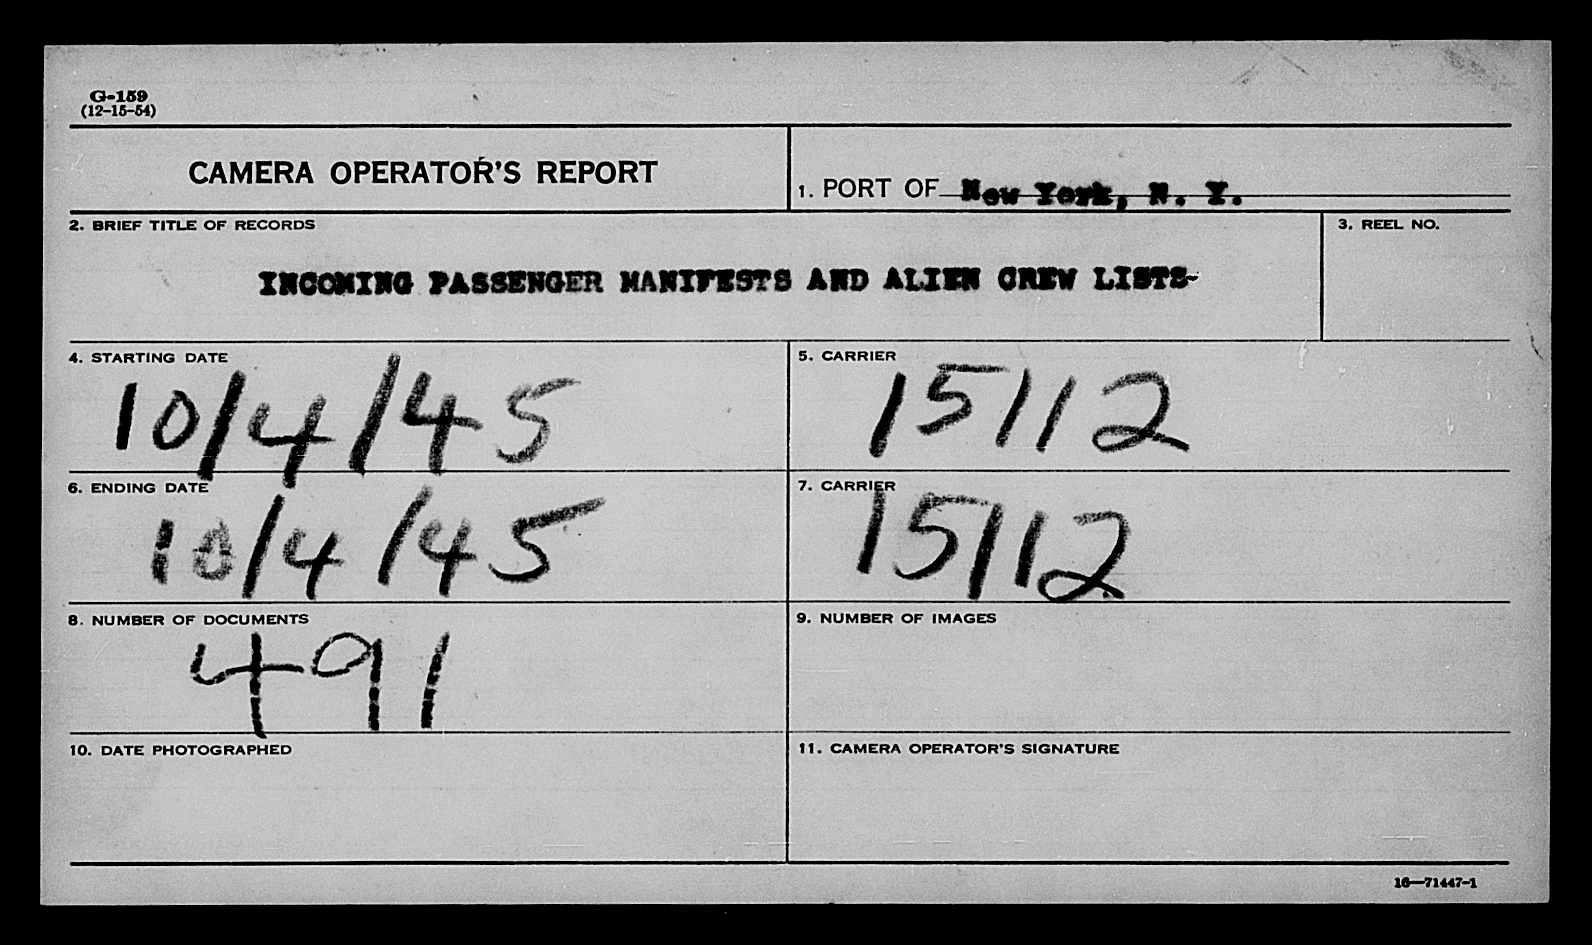 G-159
(12-15-54)
CAMERA OPERATOR'S REPORT
1. PORT OF New York, N. Y.
2. BRIEF TITLE OF RECORDS
INCOMING PASSENGER MANIFESTS AND ALIEN CREW LISTS-
3. REEL NO.
4. STARTING DATE
10/4/45
5. CARRIER
15112
6. ENDING DATE
10/4/45
7. CARRIER
15112
8. NUMBER OF DOCUMENTS
491
9. NUMBER OF IMAGES
10. DATE PHOTOGRAPHED
11. CAMERA OPERATOR'S SIGNATURE
16—71447-1